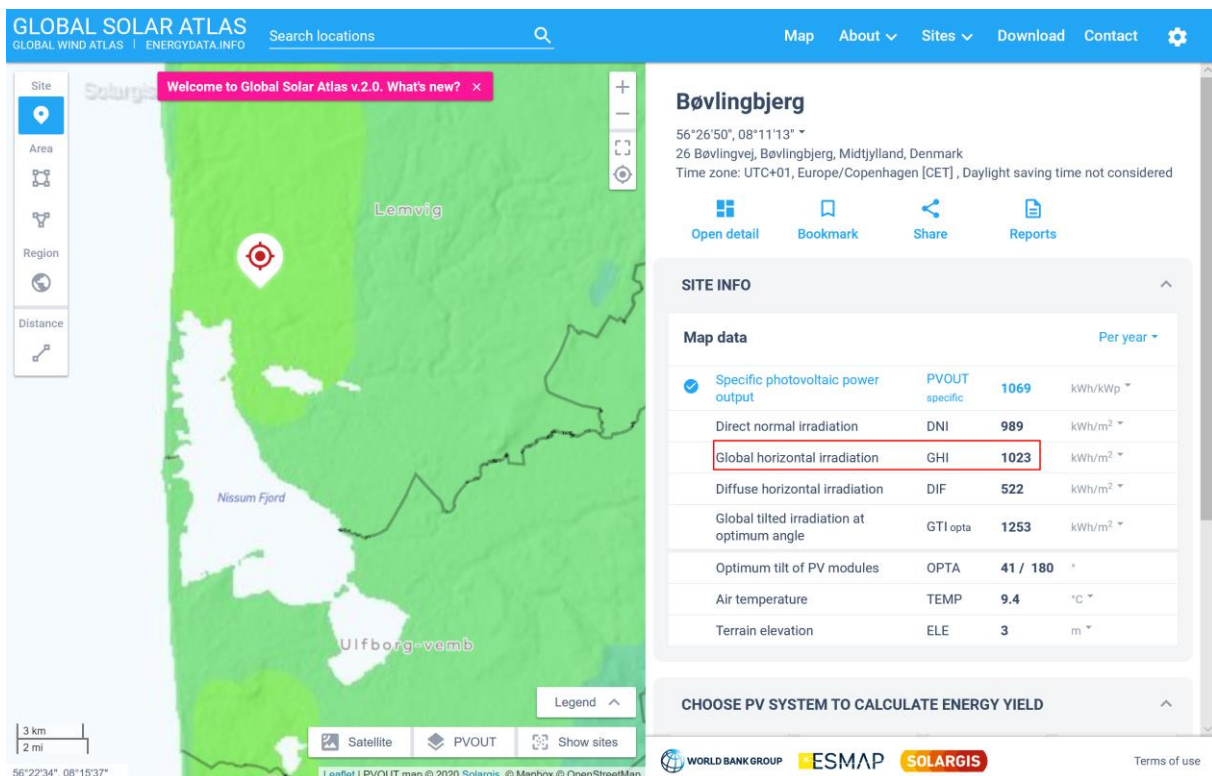 GLOBAL SOLAR ATLAS
GLOBAL WIND ATLAS | ENERGYDATA.INFO
Search locations
Map About Sites Download Contact
Site
Solargis
Welcome to Global Solar Atlas v.2.0. What's new? ×
+
−
Area
Region
Distance
Lemvig
Nissum Fjord
Ulfborg-vemb
Legend
3 km
2 mi
Satellite PVOUT Show sites
56°22'34", 08°15'37"
Leaflet | PVOUT map © 2020 Solargis, © Mapbox © OpenStreetMap
Bøvlingbjerg
56°26'50", 08°11'13"
26 Bøvlingvej, Bøvlingbjerg, Midtjylland, Denmark
Time zone: UTC+01, Europe/Copenhagen [CET] , Daylight saving time not considered
Open detail Bookmark Share Reports
SITE INFO
Map data Per year
Specific photovoltaic power output PVOUT specific 1069 kWh/kWp
Direct normal irradiation DNI 989 kWh/m²
Global horizontal irradiation GHI 1023 kWh/m²
Diffuse horizontal irradiation DIF 522 kWh/m²
Global tilted irradiation at optimum angle GTI opta 1253 kWh/m²
Optimum tilt of PV modules OPTA 41 / 180 °
Air temperature TEMP 9.4 °C
Terrain elevation ELE 3 m
CHOOSE PV SYSTEM TO CALCULATE ENERGY YIELD
WORLD BANK GROUP ESMAP SOLARGIS Terms of use